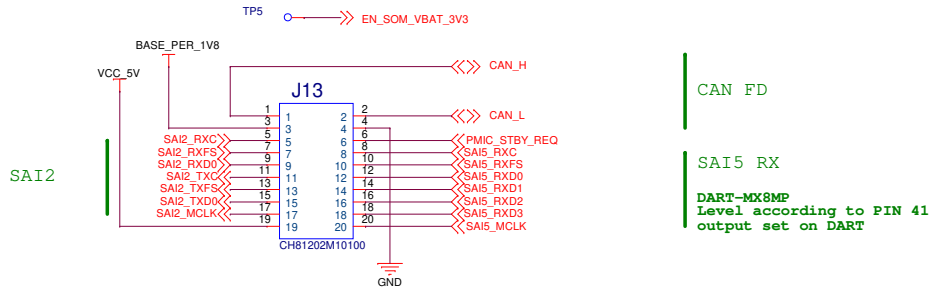 TP5
EN_SOM_VBAT_3V3
BASE_PER_1V8
CAN_H
VCC_5V
J13
CAN FD
1 1 2 2 CAN_L
3 3 4 4
SAI2_RXC 5 5 6 6 PMIC_STBY_REQ
SAI2_RXFS 7 7 8 8 SAI5_RXC
SAI2_RXD0 9 9 10 10 SAI5_RXFS
SAI2_TXC 11 11 12 12 SAI5_RXD0
SAI2_TXFS 13 13 14 14 SAI5_RXD1
SAI2_TXD0 15 15 16 16 SAI5_RXD2
SAI2_MCLK 17 17 18 18 SAI5_RXD3
19 19 20 20 SAI5_MCLK
SAI2
SAI5 RX
DART-MX8MP
Level according to PIN 41
output set on DART
CH81202M10100
GND